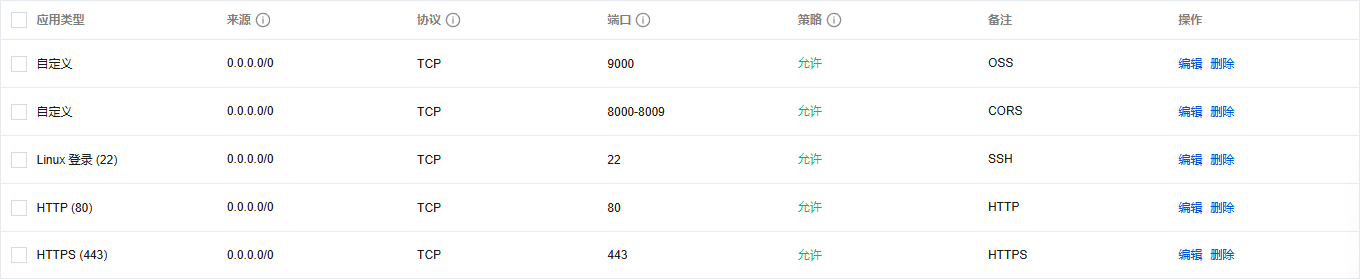 应用类型 来源 协议 端口 策略 备注 操作
自定义 0.0.0.0/0 TCP 9000 允许 OSS 编辑 删除
自定义 0.0.0.0/0 TCP 8000-8009 允许 CORS 编辑 删除
Linux 登录 (22) 0.0.0.0/0 TCP 22 允许 SSH 编辑 删除
HTTP (80) 0.0.0.0/0 TCP 80 允许 HTTP 编辑 删除
HTTPS (443) 0.0.0.0/0 TCP 443 允许 HTTPS 编辑 删除